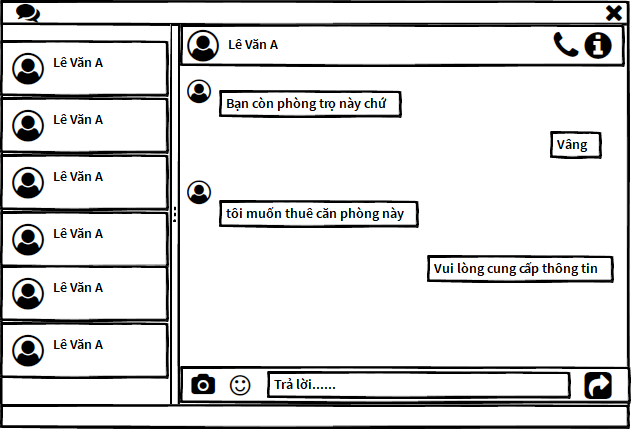 Lê Văn A
Lê Văn A
Lê Văn A
Lê Văn A
Lê Văn A
Lê Văn A
Lê Văn A
Bạn còn phòng trọ này chứ
Vâng
tôi muốn thuê căn phòng này
Vui lòng cung cấp thông tin
Trả lời......